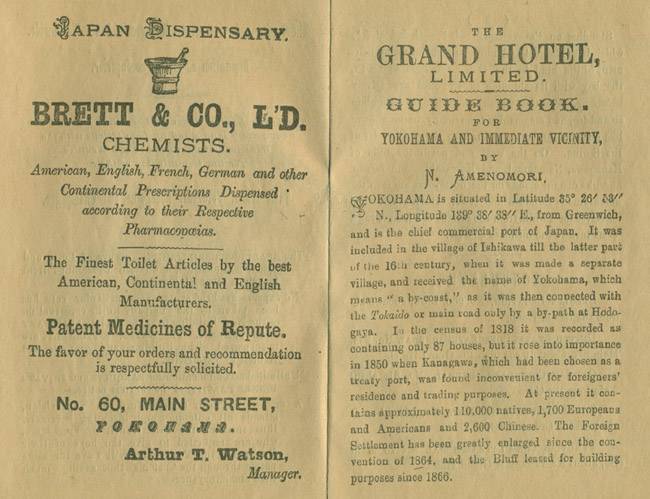 JAPAN DISPENSARY.
BRETT & CO., L'D.
CHEMISTS.
American, English, French, German and other
Continental Prescriptions Dispensed
according to their Respective
Pharmacopœias.
The Finest Toilet Articles by the best
American, Continental and English
Manufacturers.
Patent Medicines of Repute.
The favor of your orders and recommendation
is respectfully solicited.
No. 60, MAIN STREET,
YOKOHAMA.
Arthur T. Watson,
Manager.
THE
GRAND HOTEL,
LIMITED.
GUIDE BOOK.
FOR
YOKOHAMA AND IMMEDIATE VICINITY,
BY
N. AMENOMORI,
YOKOHAMA is situated in Latitude 35° 26′ 53″
N., Longitude 139° 38′ 38″ E., from Greenwich,
and is the chief commercial port of Japan. It was
included in the village of Ishikawa till the latter part
of the 16th century, when it was made a separate
village, and received the name of Yokohama, which
means "a by-coast," as it was then connected with
the Tokaido or main road only by a by-path at Hodo-
gaya. In the census of 1818 it was recorded as
containing only 87 houses, but it rose into importance
in 1850 when Kanagawa, which had been chosen as a
treaty port, was found inconvenient for foreigners'
residence and trading purposes. At present it con-
tains approximately 110,000 natives, 1,700 Europeans
and Americans and 2,600 Chinese. The Foreign
Settlement has been greatly enlarged since the con-
vention of 1864, and the Bluff leased for building
purposes since 1866.